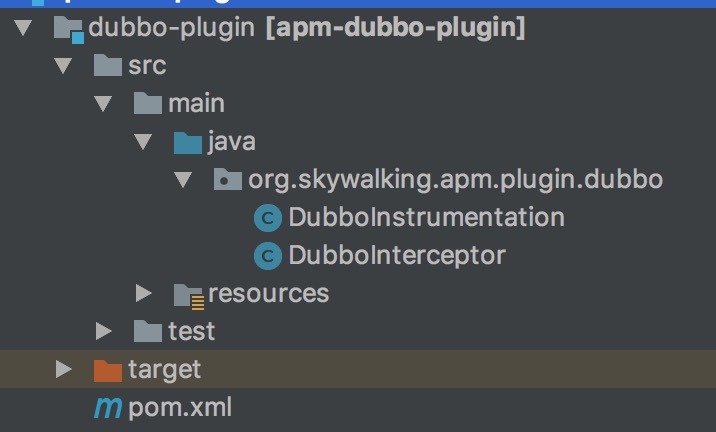 dubbo-plugin [apm-dubbo-plugin]
src
main
java
org.skywalking.apm.plugin.dubbo
C DubboInstrumentation
C DubboInterceptor
resources
test
target
m pom.xml